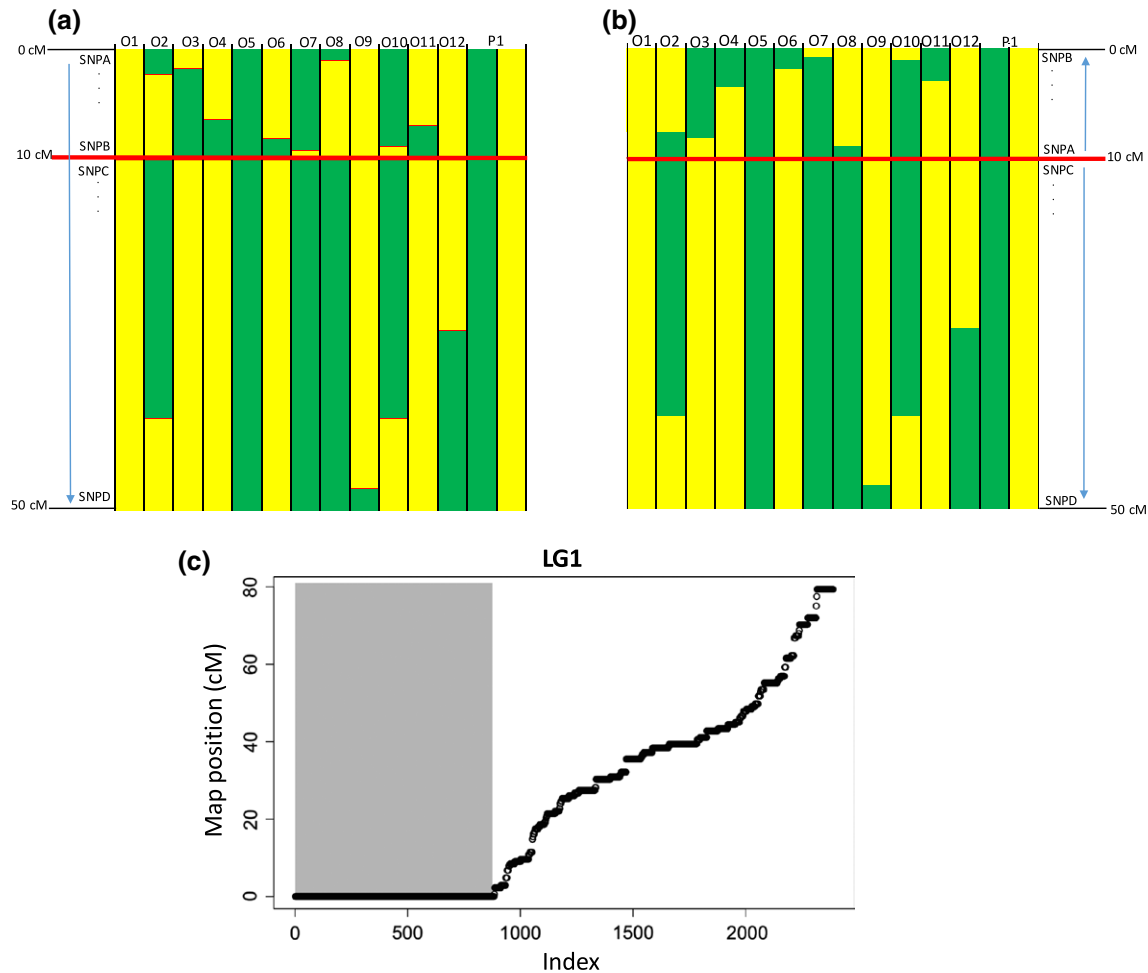 (a)
O1 O2 O3 O4 O5 O6 O7 O8 O9 O10 O11 O12 P1
0 cM
SNPA
.
.
.
SNPB
10 cM
SNPC
.
.
.
SNPD
50 cM
(b)
O1 O2 O3 O4 O5 O6 O7 O8 O9 O10 O11 O12 P1
0 cM
SNPB
.
.
.
SNPA
10 cM
SNPC
.
.
.
SNPD
50 cM
(c)
LG1
Map position (cM)
80
60
40
20
0
0 500 1000 1500 2000
Index